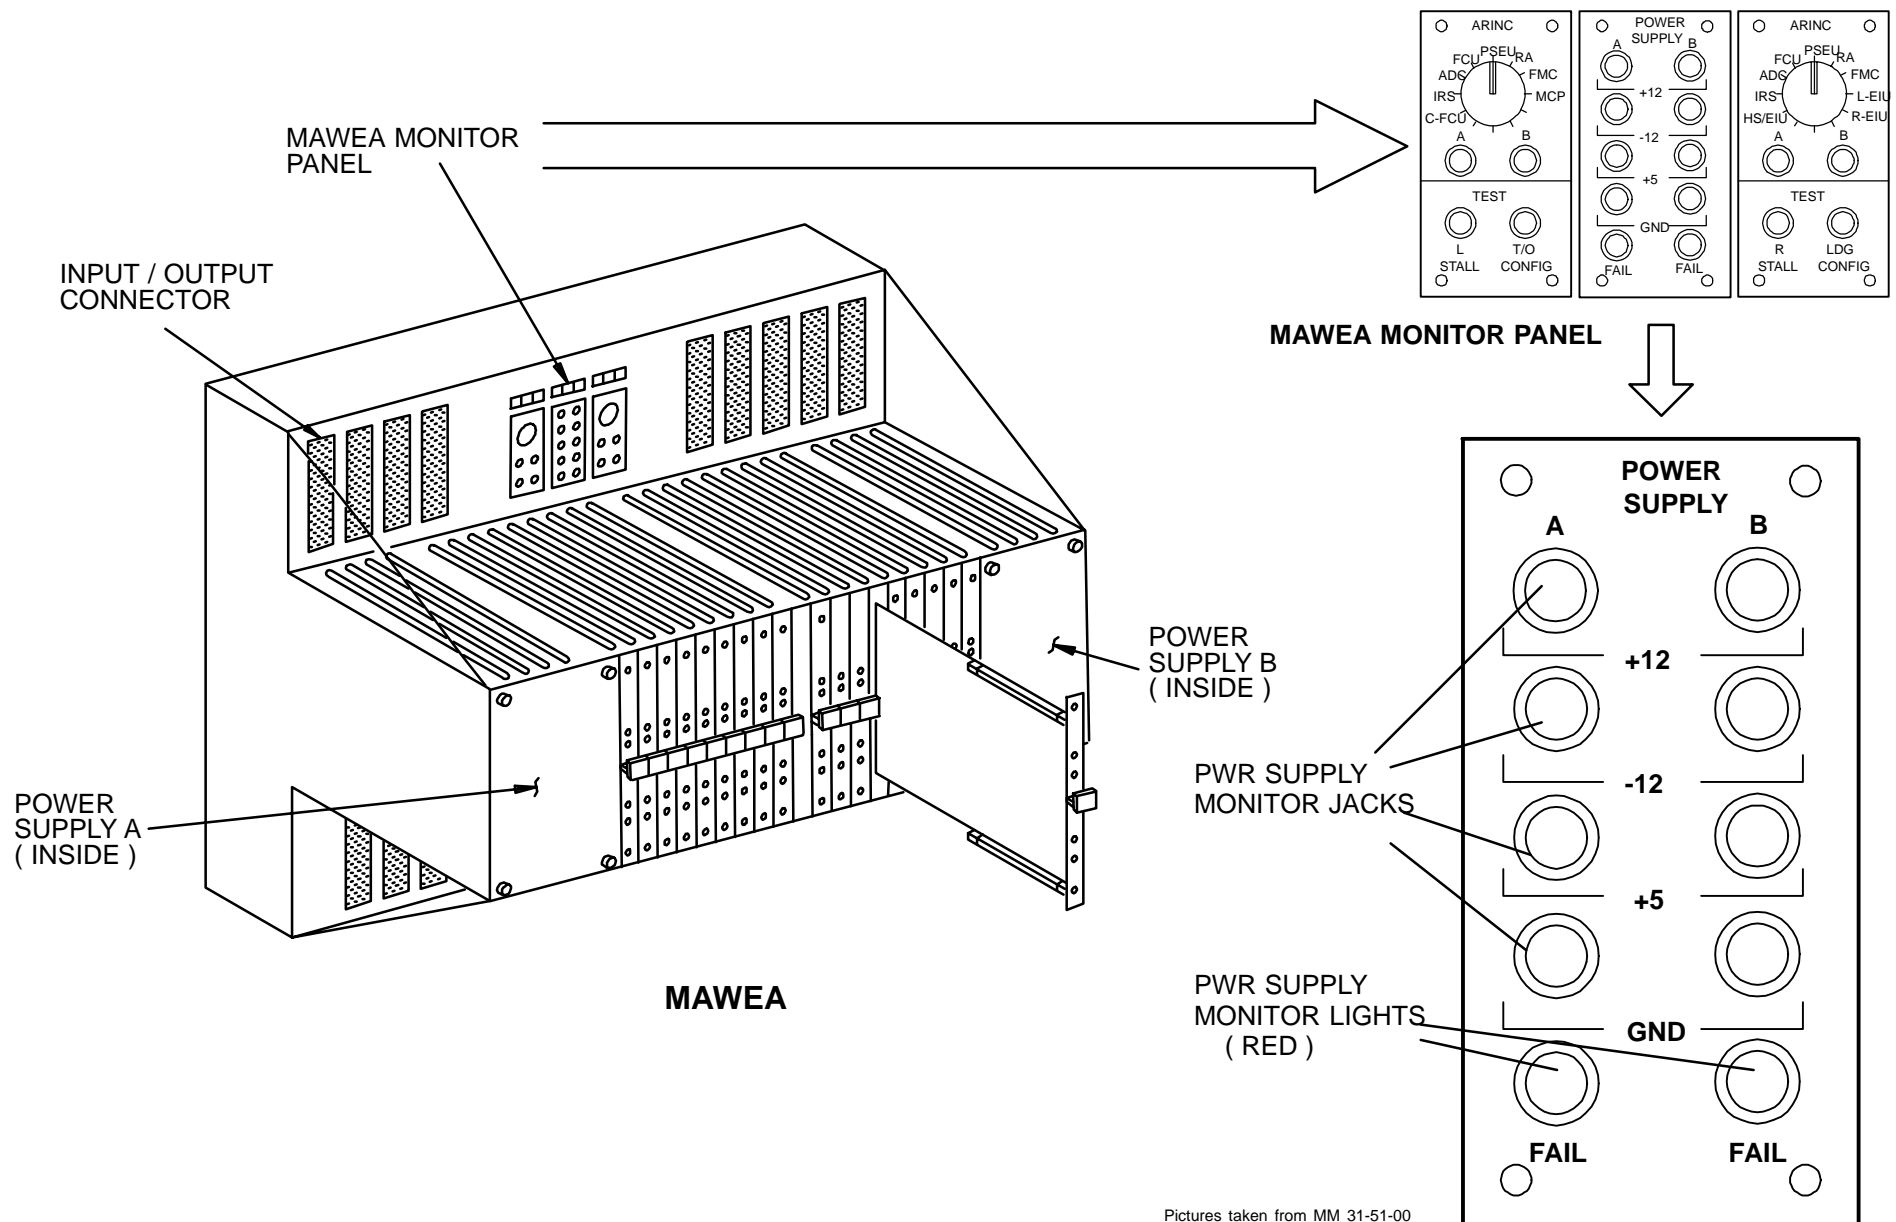 MAWEA MONITOR
PANEL
INPUT / OUTPUT
CONNECTOR
POWER
SUPPLY A
( INSIDE )
POWER
SUPPLY B
( INSIDE )
MAWEA
ARINC
PSEU
FCU
RA
ADC
FMC
IRS
MCP
C-FCU
A
B
TEST
L
STALL
T/O
CONFIG
POWER
SUPPLY
A
B
+12
-12
+5
GND
FAIL
FAIL
ARINC
PSEU
FCU
RA
ADC
FMC
IRS
L-EIU
HS/EIU
R-EIU
A
B
TEST
R
STALL
LDG
CONFIG
MAWEA MONITOR PANEL
POWER
SUPPLY
A
B
+12
-12
+5
GND
FAIL
FAIL
PWR SUPPLY
MONITOR JACKS
PWR SUPPLY
MONITOR LIGHTS
( RED )
Pictures taken from MM 31-51-00